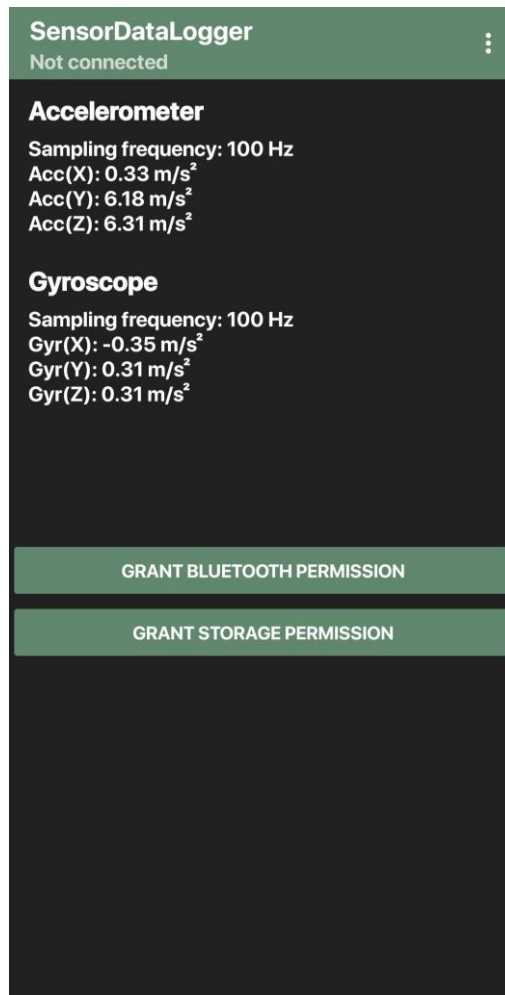 SensorDataLogger
Not connected
Accelerometer
Sampling frequency: 100 Hz
Acc(X): 0.33 m/s²
Acc(Y): 6.18 m/s²
Acc(Z): 6.31 m/s²
Gyroscope
Sampling frequency: 100 Hz
Gyr(X): -0.35 m/s²
Gyr(Y): 0.31 m/s²
Gyr(Z): 0.31 m/s²
GRANT BLUETOOTH PERMISSION
GRANT STORAGE PERMISSION